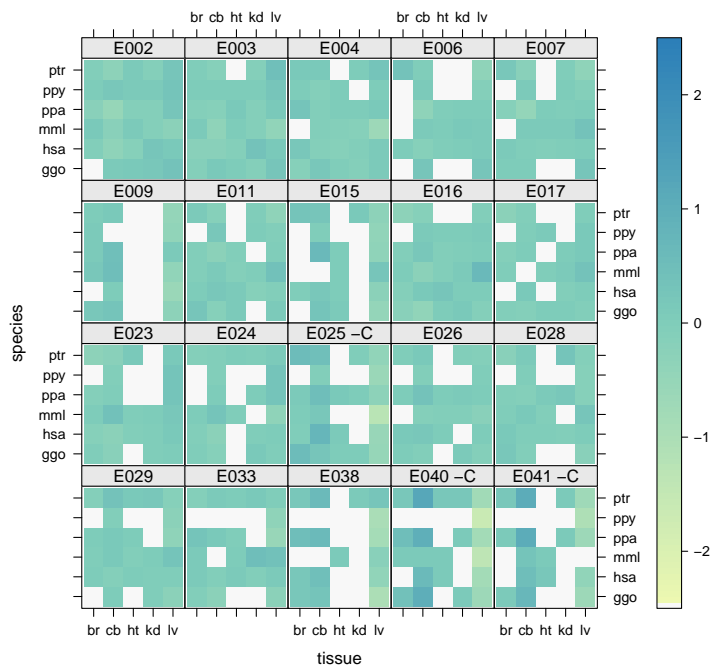 br cb ht kd lv br cb ht kd lv
E002 E003 E004 E006 E007
ptr
ppy
ppa
mml
hsa
ggo
E009 E011 E015 E016 E017
ptr
ppy
ppa
mml
hsa
ggo
E023 E024 E025 −C E026 E028
ptr
ppy
ppa
mml
hsa
ggo
E029 E033 E038 E040 −C E041 −C
ptr
ppy
ppa
mml
hsa
ggo
br cb ht kd lv br cb ht kd lv br cb ht kd lv
tissue
species
2
1
0
−1
−2